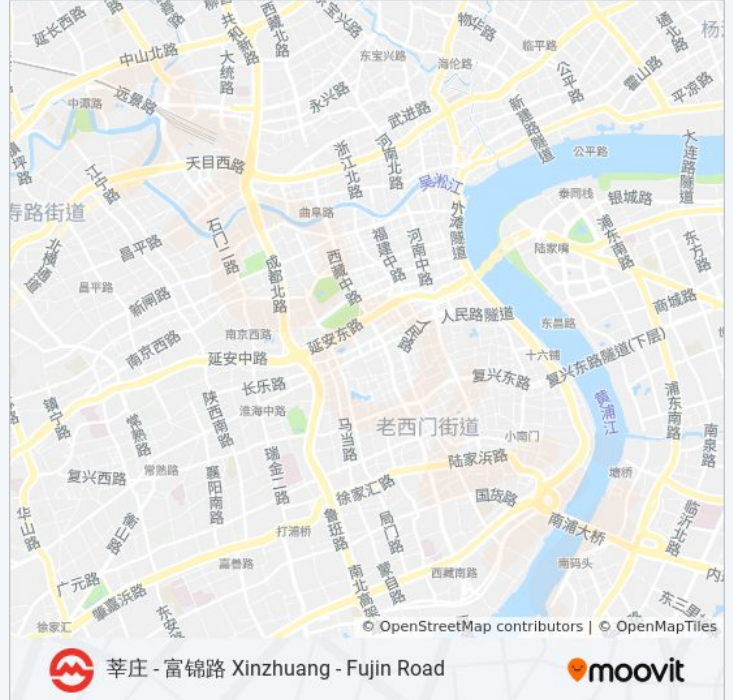 延长西路
共和新路
西藏北路
物华路
通北路
中山北路
大统路
东宝兴路
海伦路
临平路
公平路
霍山路
平凉路
中潭路
远景路
永兴路
武进路
新建路隧道
大连路隧道
公平路
天目西路
浙江北路
河南北路
江宁路
吴淞江
外滩隧道
泰同栈
银城路
寿路街道
曲阜路
石门二路
福建中路
河南中路
陆家嘴
浦东南路
东方路
北横通道
昌平路
成都北路
西藏中路
昌平路
新闸路
商城路
人民路隧道
人民路
东昌路
南京西路
南京西路
延安东路
延安中路
十六铺
复兴东路隧道(下层)
长乐路
复兴东路
黄浦江
镇宁路
陕西南路
淮海中路
常熟路
马当路
老西门街道
小南门
浦东南路
南泉路
复兴西路
常熟路
襄阳南路
瑞金二路
陆家浜路
塘桥
徐家汇路
国货路
华山路
衡山路
打浦桥
鲁班路
局门路
南浦大桥
临沂北路
嘉善路
蒙自路
西藏南路
南码头
广元路
肇嘉浜路
徐家汇
© OpenStreetMap contributors | © OpenMapTiles
莘庄 - 富锦路 Xinzhuang - Fujin Road
moovit